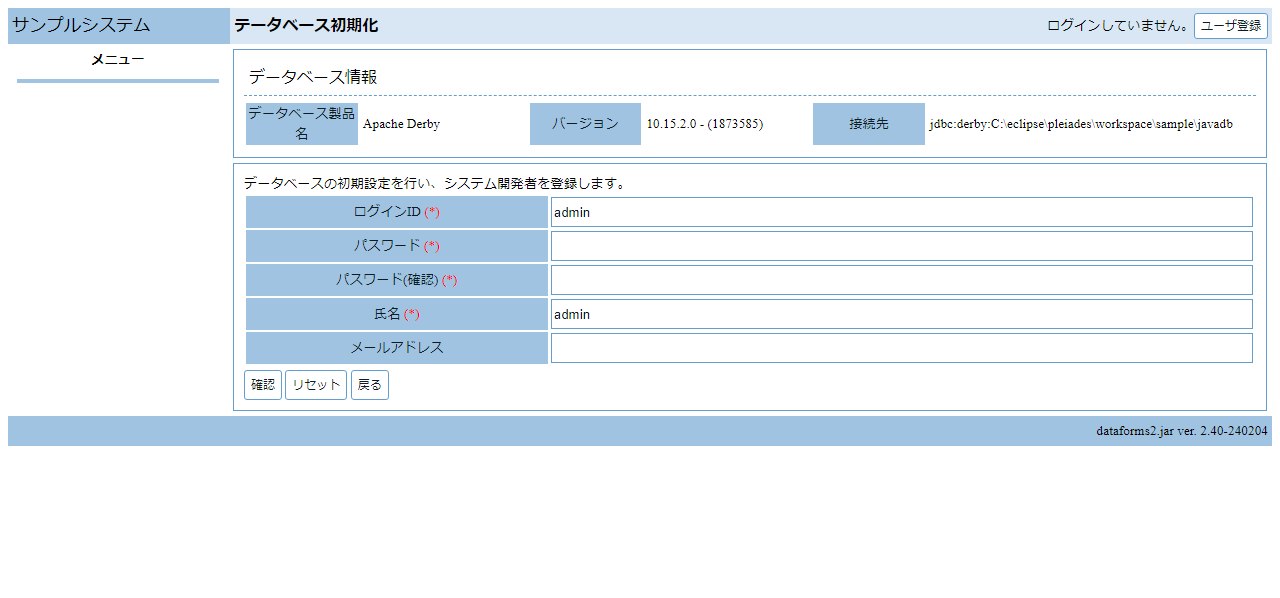 サンプルシステム
データベース初期化
ログインしていません。 ユーザ登録
メニュー
データベース情報
データベース製品名
Apache Derby
バージョン
10.15.2.0 - (1873585)
接続先
jdbc:derby:C:\eclipse\pleiades\workspace\sample\javadb
データベースの初期設定を行い、システム開発者を登録します。
ログインID (*)
admin
パスワード (*)
パスワード(確認) (*)
氏名 (*)
admin
メールアドレス
確認 リセット 戻る
dataforms2.jar ver. 2.40-240204